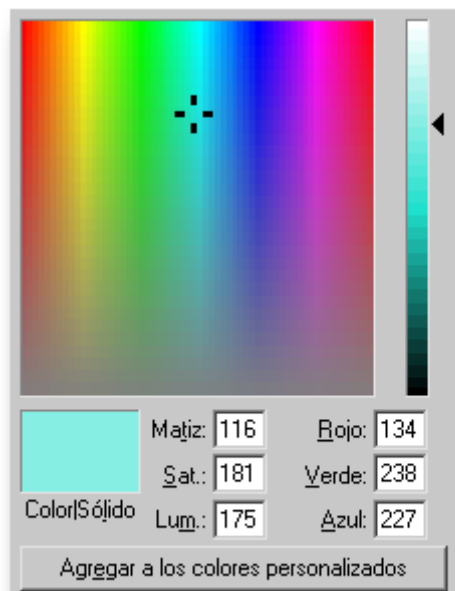 Matiz: 116 Rojo: 134
Sat.: 181 Verde: 238
Color|Sólido Lum.: 175 Azul: 227
Agregar a los colores personalizados